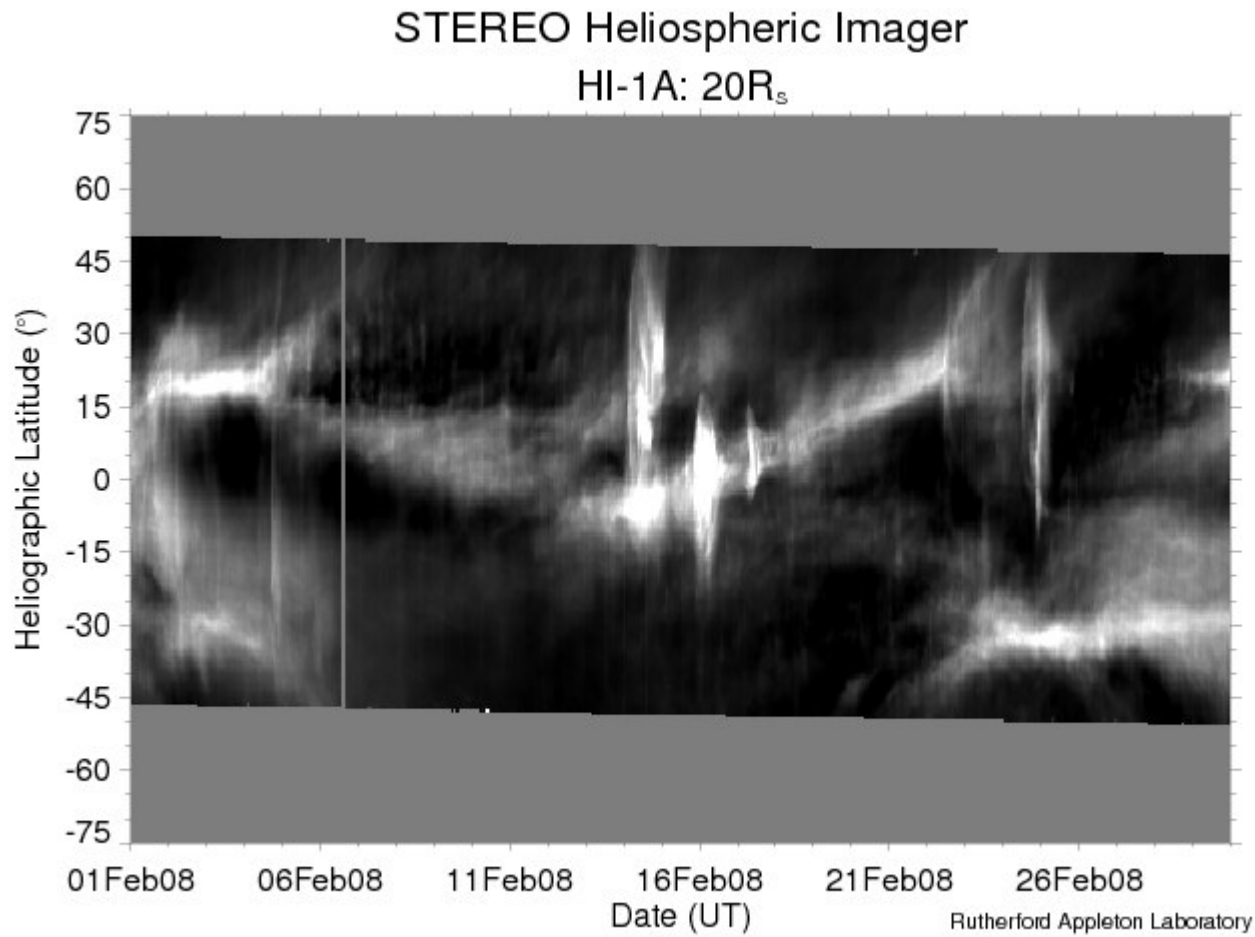 STEREO Heliospheric Imager
HI-1A: 20Rs
75
60
45
30
15
0
-15
-30
-45
-60
-75
Heliographic Latitude (°)
01Feb08 06Feb08 11Feb08 16Feb08 21Feb08 26Feb08
Date (UT)
Rutherford Appleton Laboratory